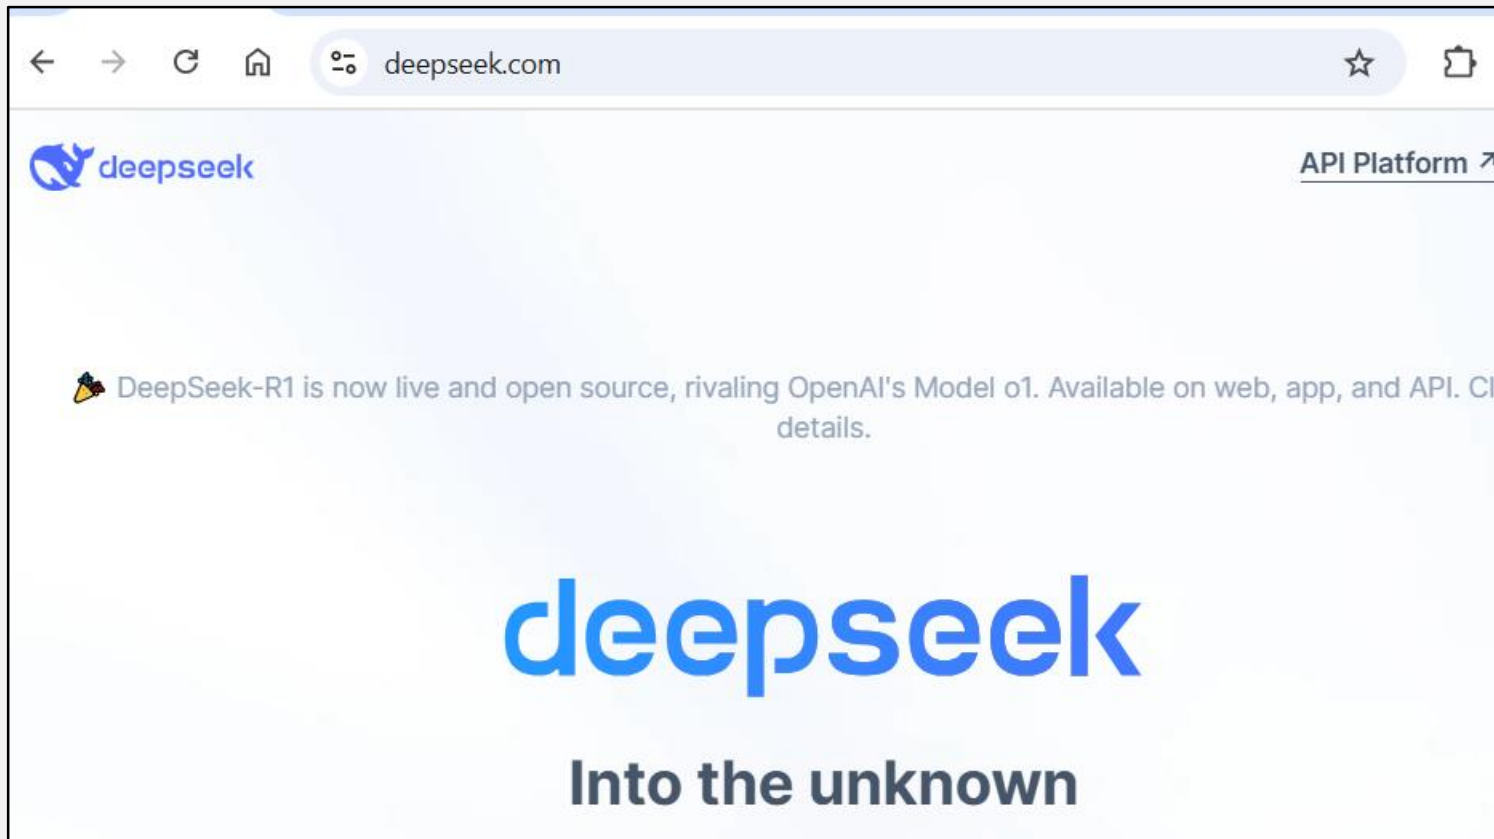 deepseek.com
deepseek
API Platform
DeepSeek-R1 is now live and open source, rivaling OpenAI's Model o1. Available on web, app, and API. Cl
details.
deepseek
Into the unknown